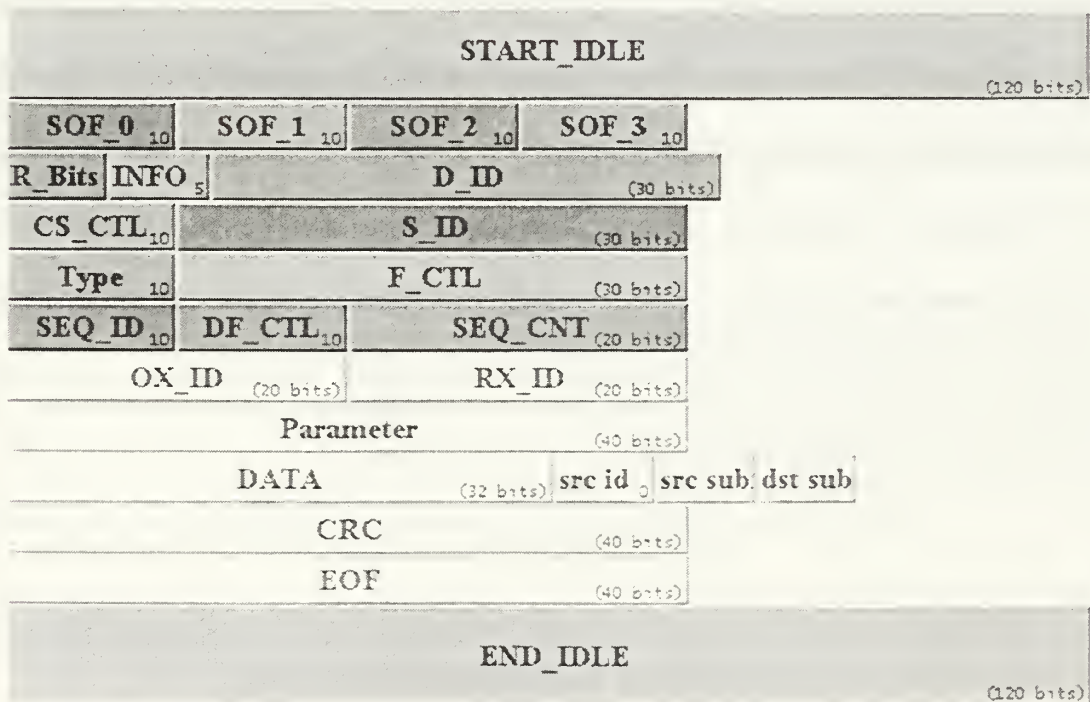 START_IDLE
(120 bits)
SOF_0 10 SOF_1 10 SOF_2 10 SOF_3 10
R_Bits INFO 5 D_ID (30 bits)
CS_CTL 10 S_ID (30 bits)
Type 10 F_CTL (30 bits)
SEQ_ID 10 DF_CTL 10 SEQ_CNT (20 bits)
OX_ID (20 bits) RX_ID (20 bits)
Parameter (40 bits)
DATA (32 bits) src id 0 src sub dst sub
CRC (40 bits)
EOF (40 bits)
END_IDLE
(120 bits)